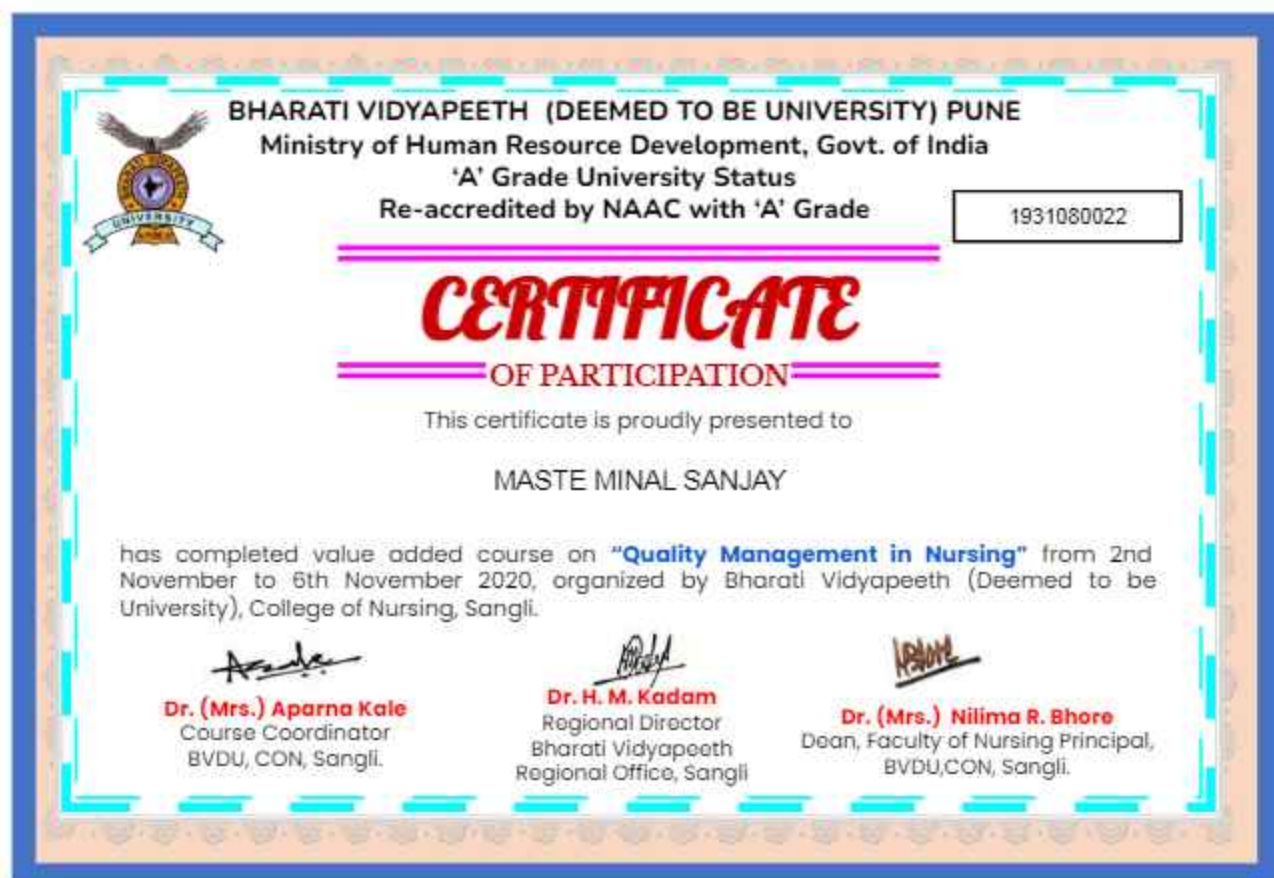 BHARATI VIDYAPEETH (DEEMED TO BE UNIVERSITY) PUNE
Ministry of Human Resource Development, Govt. of India
‘A’ Grade University Status
Re-accredited by NAAC with ‘A’ Grade
1931080022
BHARATI VIDYAPEETH
UNIVERSITY
CERTIFICATE
OF PARTICIPATION
This certificate is proudly presented to
MASTE MINAL SANJAY
has completed value added course on “Quality Management in Nursing” from 2nd
November to 6th November 2020, organized by Bharati Vidyapeeth (Deemed to be
University), College of Nursing, Sangli.
Dr. (Mrs.) Aparna Kale
Course Coordinator
BVDU, CON, Sangli.
Dr. H. M. Kadam
Regional Director
Bharati Vidyapeeth
Regional Office, Sangli
Dr. (Mrs.) Nilima R. Bhore
Dean, Faculty of Nursing Principal,
BVDU,CON, Sangli.